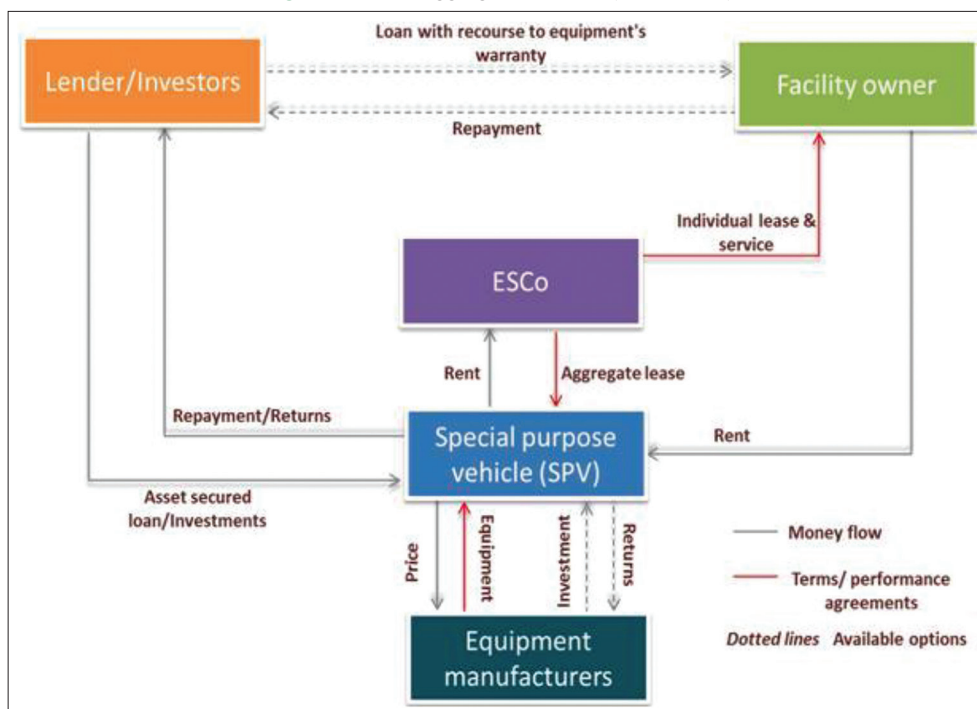 Loan with recourse to equipment's
warranty
Lender/Investors
Facility owner
Repayment
Individual lease &
service
ESCo
Rent
Aggregate lease
Repayment/Returns
Rent
Special purpose
vehicle (SPV)
Asset secured
loan/Investments
Price
Equipment
Investment
Returns
Money flow
Terms/ performance
agreements
Dotted lines Available options
Equipment
manufacturers